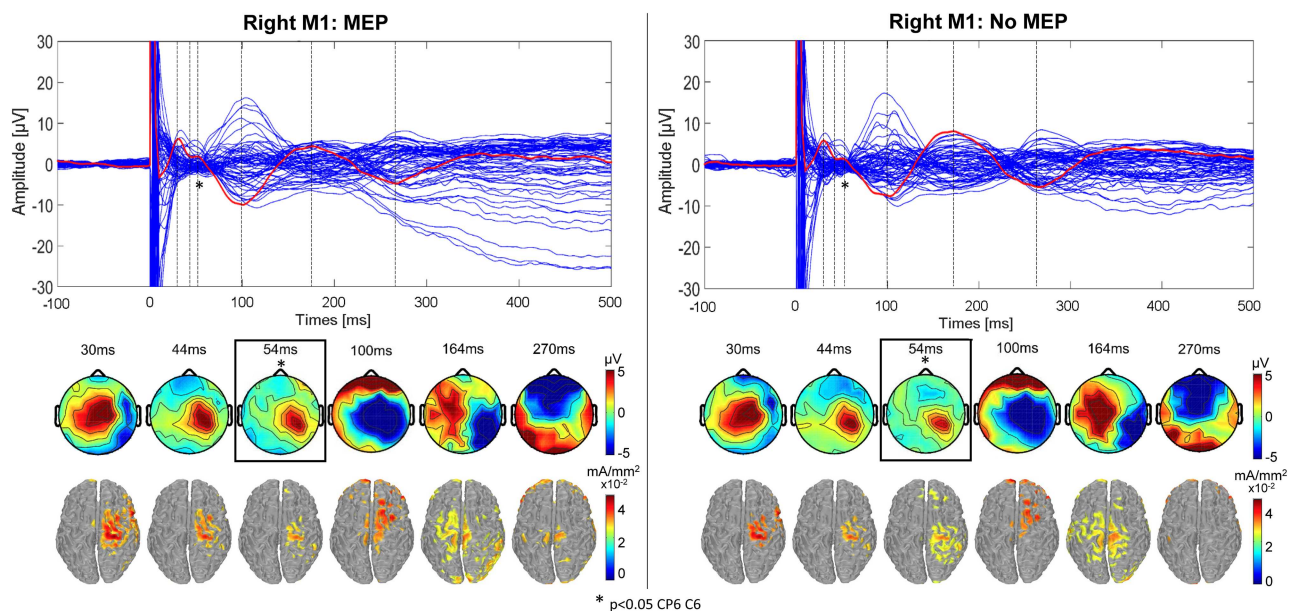 Right M1: MEP
30
20
10
0
-10
-20
-30
Amplitude [µV]
-100 0 100 200 300 400 500
Times [ms]
30ms 44ms 54ms 100ms 164ms 270ms
*
*
µV
5
0
-5
mA/mm²
x10⁻²
4
2
0
Right M1: No MEP
30
20
10
0
-10
-20
-30
Amplitude [µV]
-100 0 100 200 300 400 500
Times [ms]
30ms 44ms 54ms 100ms 164ms 270ms
*
*
µV
5
0
-5
mA/mm²
x10⁻²
4
2
0
* p<0.05 CP6 C6